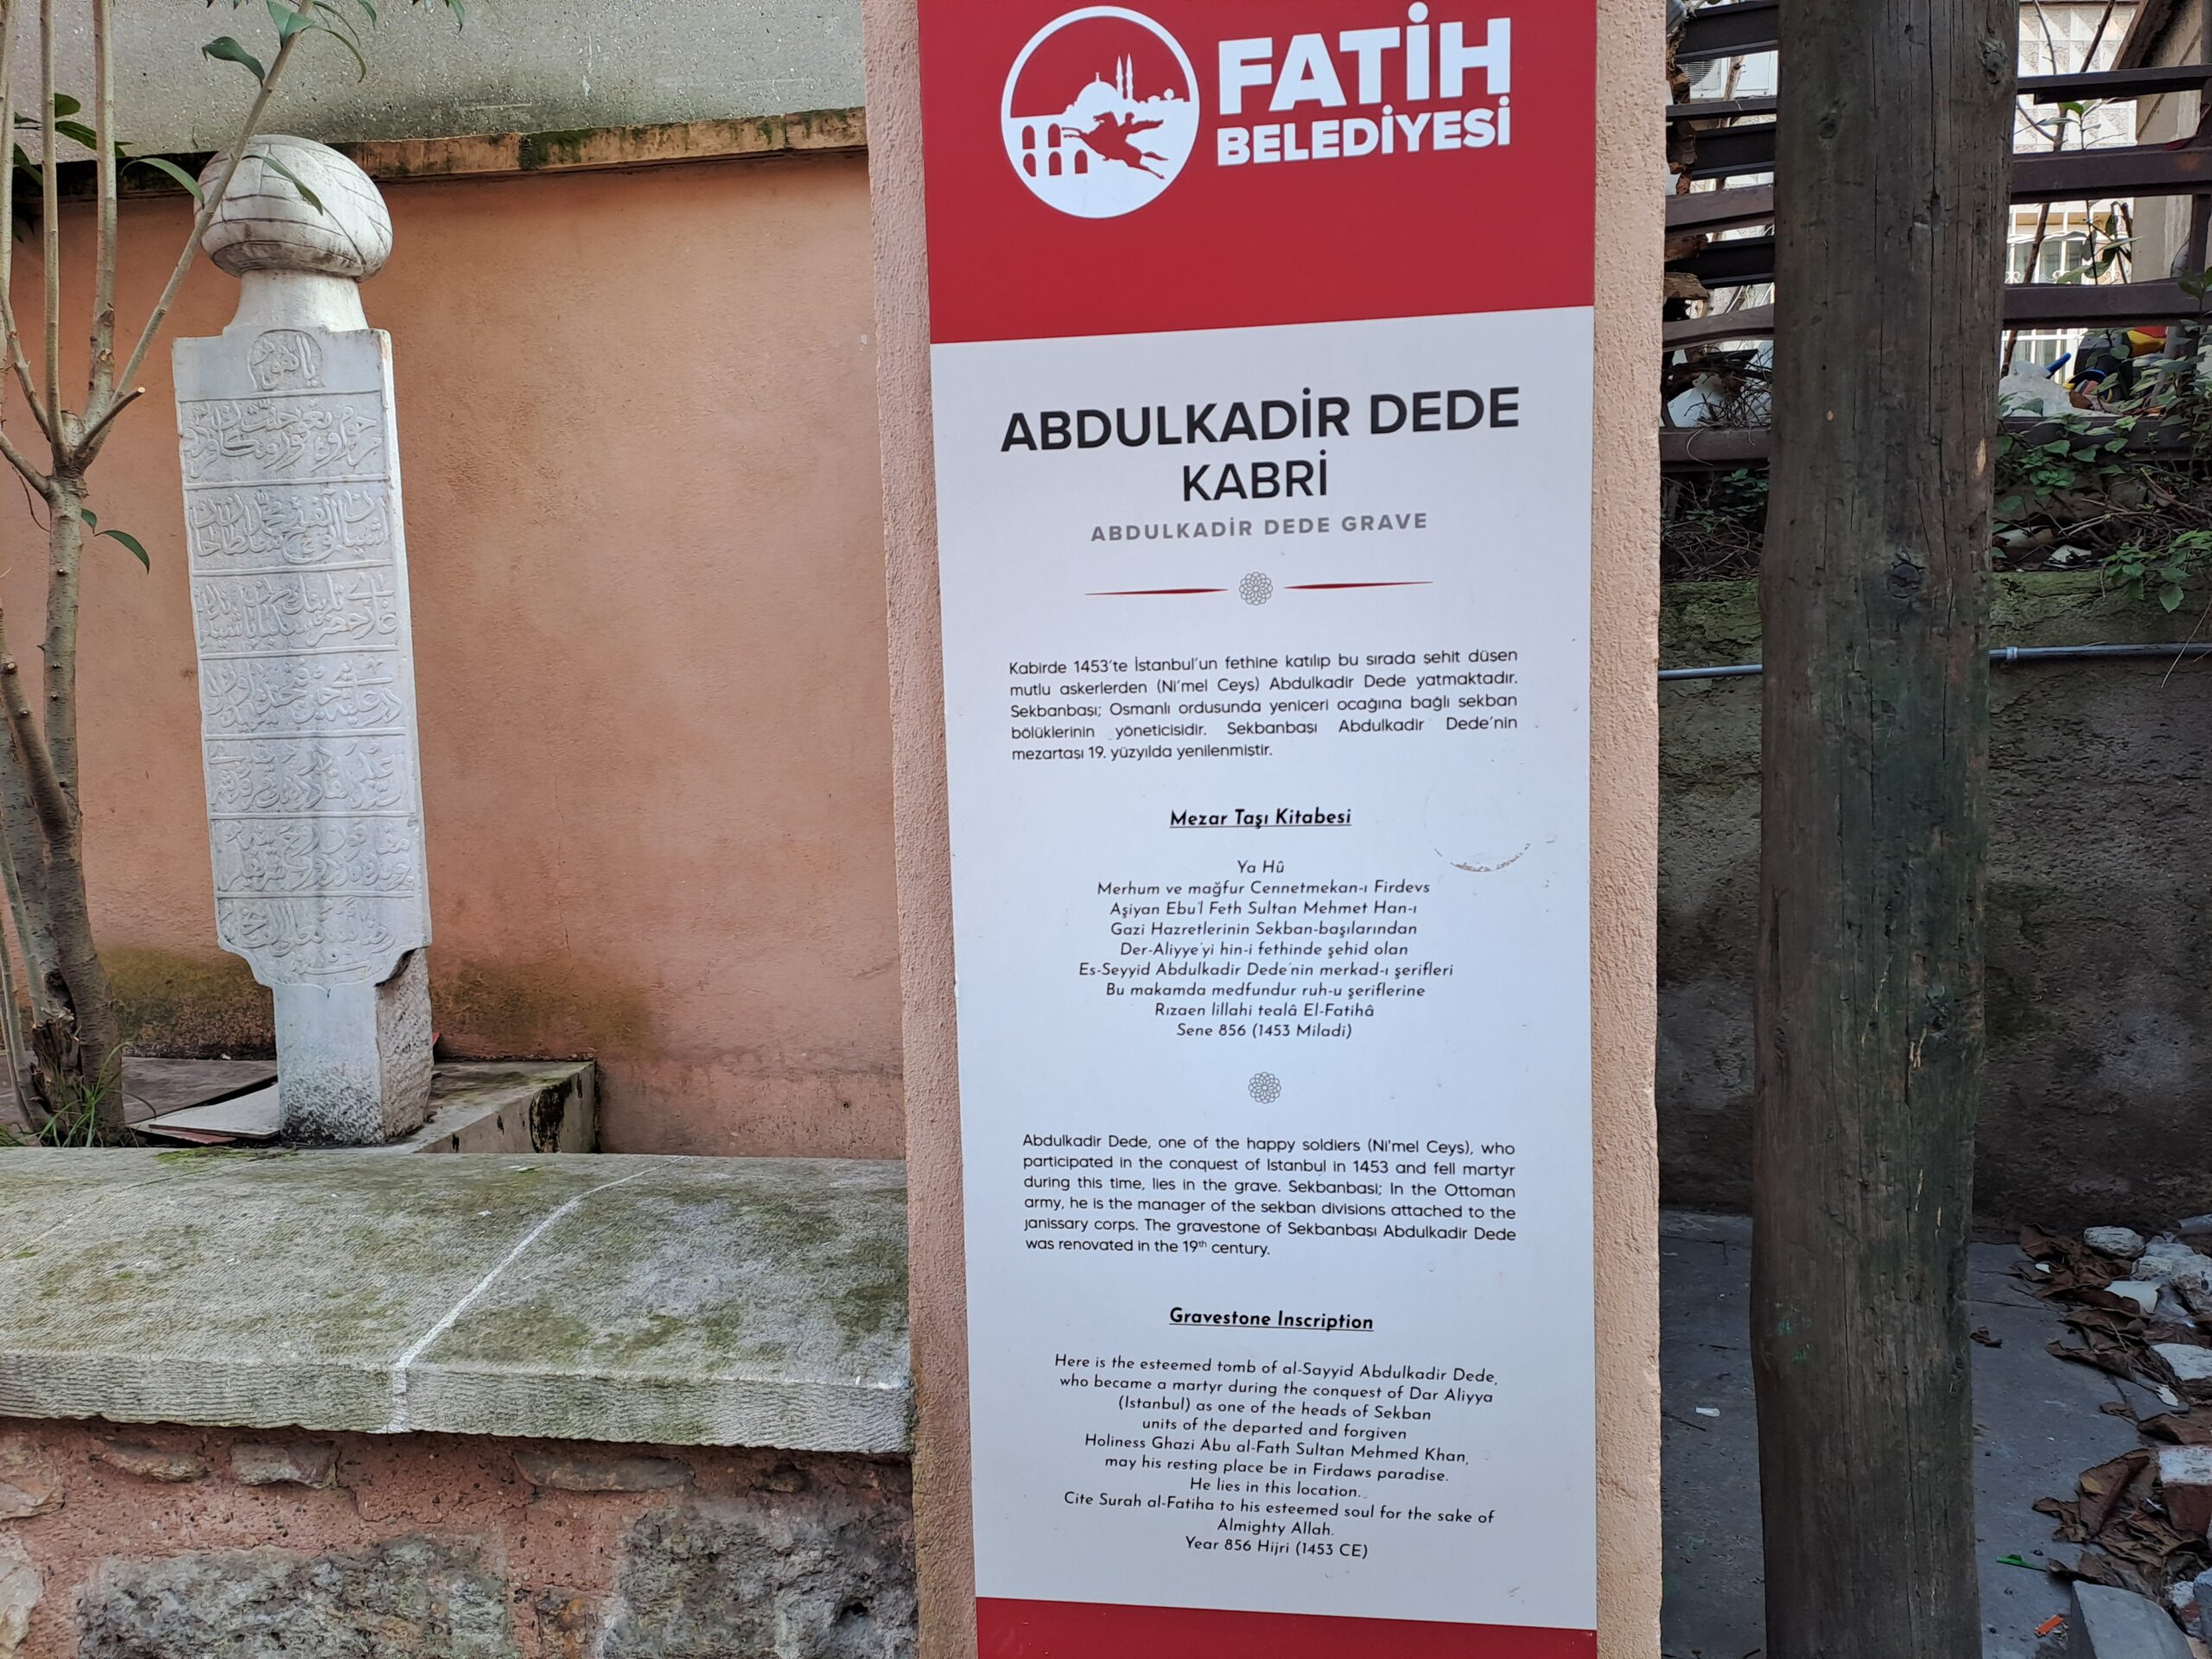 ياهو
FATİH
BELEDİYESİ
ABDULKADİR DEDE
KABRİ
ABDULKADİR DEDE GRAVE
Kabirde 1453'te İstanbul'un fethine katılıp bu sırada sehit düsen
mutlu askerlerden (Ni'mel Ceys) Abdulkadir Dede yatmaktadır.
Sekbanbası; Osmanlı ordusunda yeniçeri ocağına bağlı sekban
bölüklerinin yöneticisidir. Sekbanbası Abdulkadir Dede'nin
mezartası 19. yüzyılda yenilenmistir.
Mezar Taşı Kitabesi
Ya Hû
Merhum ve mağfur Cennetmekan-ı Firdevs
Aşiyan Ebu'l Feth Sultan Mehmet Han-ı
Gazi Hazretlerinin Sekban-başılarından
Der-Aliyye'yi hin-i fethinde şehid olan
Es-Seyyid Abdulkadir Dede'nin merkad-ı şerifleri
Bu makamda medfundur ruh-u şeriflerine
Rızaen lillahi tealâ El-Fatihâ
Sene 856 (1453 Miladi)
Abdulkadir Dede, one of the happy soldiers (Ni'mel Ceys), who
participated in the conquest of Istanbul in 1453 and fell martyr
during this time, lies in the grave. Sekbanbasi; In the Ottoman
army, he is the manager of the sekban divisions attached to the
janissary corps. The gravestone of Sekbanbası Abdulkadir Dede
was renovated in the 19th century.
Gravestone Inscription
Here is the esteemed tomb of al-Sayyid Abdulkadir Dede,
who became a martyr during the conquest of Dar Aliyya
(Istanbul) as one of the heads of Sekban
units of the departed and forgiven
Holiness Ghazi Abu al-Fath Sultan Mehmed Khan,
may his resting place be in Firdaws paradise.
He lies in this location.
Cite Surah al-Fatiha to his esteemed soul for the sake of
Almighty Allah.
Year 856 Hijri (1453 CE)